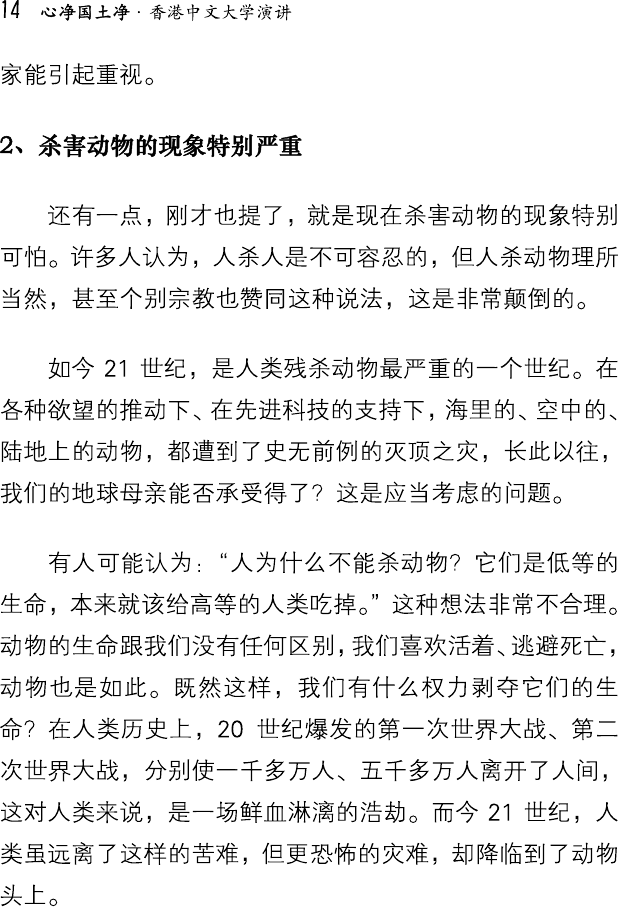 14 心净国土净·香港中文大学演讲
家能引起重视。
2、杀害动物的现象特别严重
还有一点，刚才也提了，就是现在杀害动物的现象特别
可怕。许多人认为，人杀人是不可容忍的，但人杀动物理所
当然，甚至个别宗教也赞同这种说法，这是非常颠倒的。
如今 21 世纪，是人类残杀动物最严重的一个世纪。在
各种欲望的推动下、在先进科技的支持下，海里的、空中的、
陆地上的动物，都遭到了史无前例的灭顶之灾，长此以往，
我们的地球母亲能否承受得了？这是应当考虑的问题。
有人可能认为：“人为什么不能杀动物？它们是低等的
生命，本来就该给高等的人类吃掉。”这种想法非常不合理。
动物的生命跟我们没有任何区别，我们喜欢活着、逃避死亡，
动物也是如此。既然这样，我们有什么权力剥夺它们的生
命？在人类历史上，20 世纪爆发的第一次世界大战、第二
次世界大战，分别使一千多万人、五千多万人离开了人间，
这对人类来说，是一场鲜血淋漓的浩劫。而今 21 世纪，人
类虽远离了这样的苦难，但更恐怖的灾难，却降临到了动物
头上。